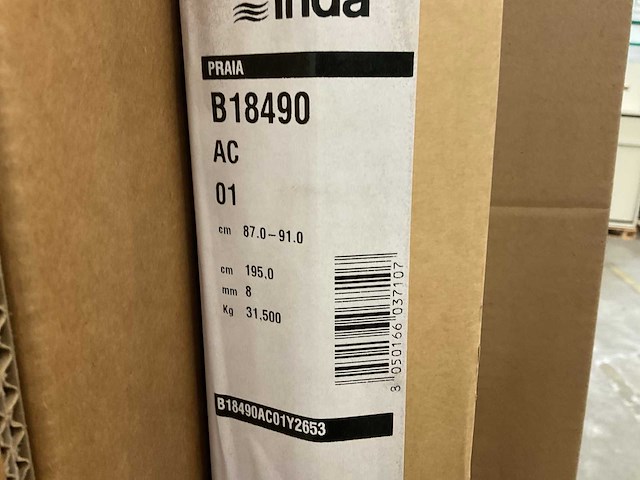 inda
PRAIA
B18490
AC
01
cm 87.0-91.0
cm 195.0
mm 8
Kg 31.500
3 050166 037107
B18490AC01Y2653